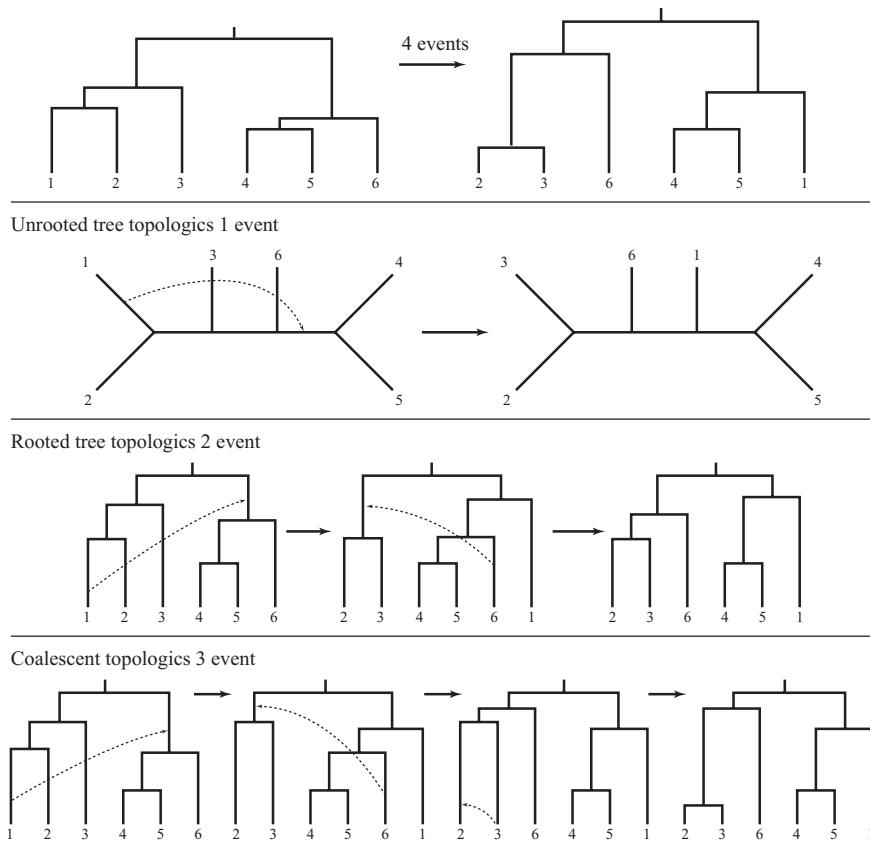 4 events
1 2 3 4 5 6 2 3 6 4 5 1
Unrooted tree topologics 1 event
1 3 6 4 3 6 1 4
2 5 2 5
Rooted tree topologics 2 event
1 2 3 4 5 6 2 3 4 5 6 1 2 3 6 4 5 1
Coalescent topologics 3 event
1 2 3 4 5 6 2 3 4 5 6 1 2 3 6 4 5 1 2 3 6 4 5